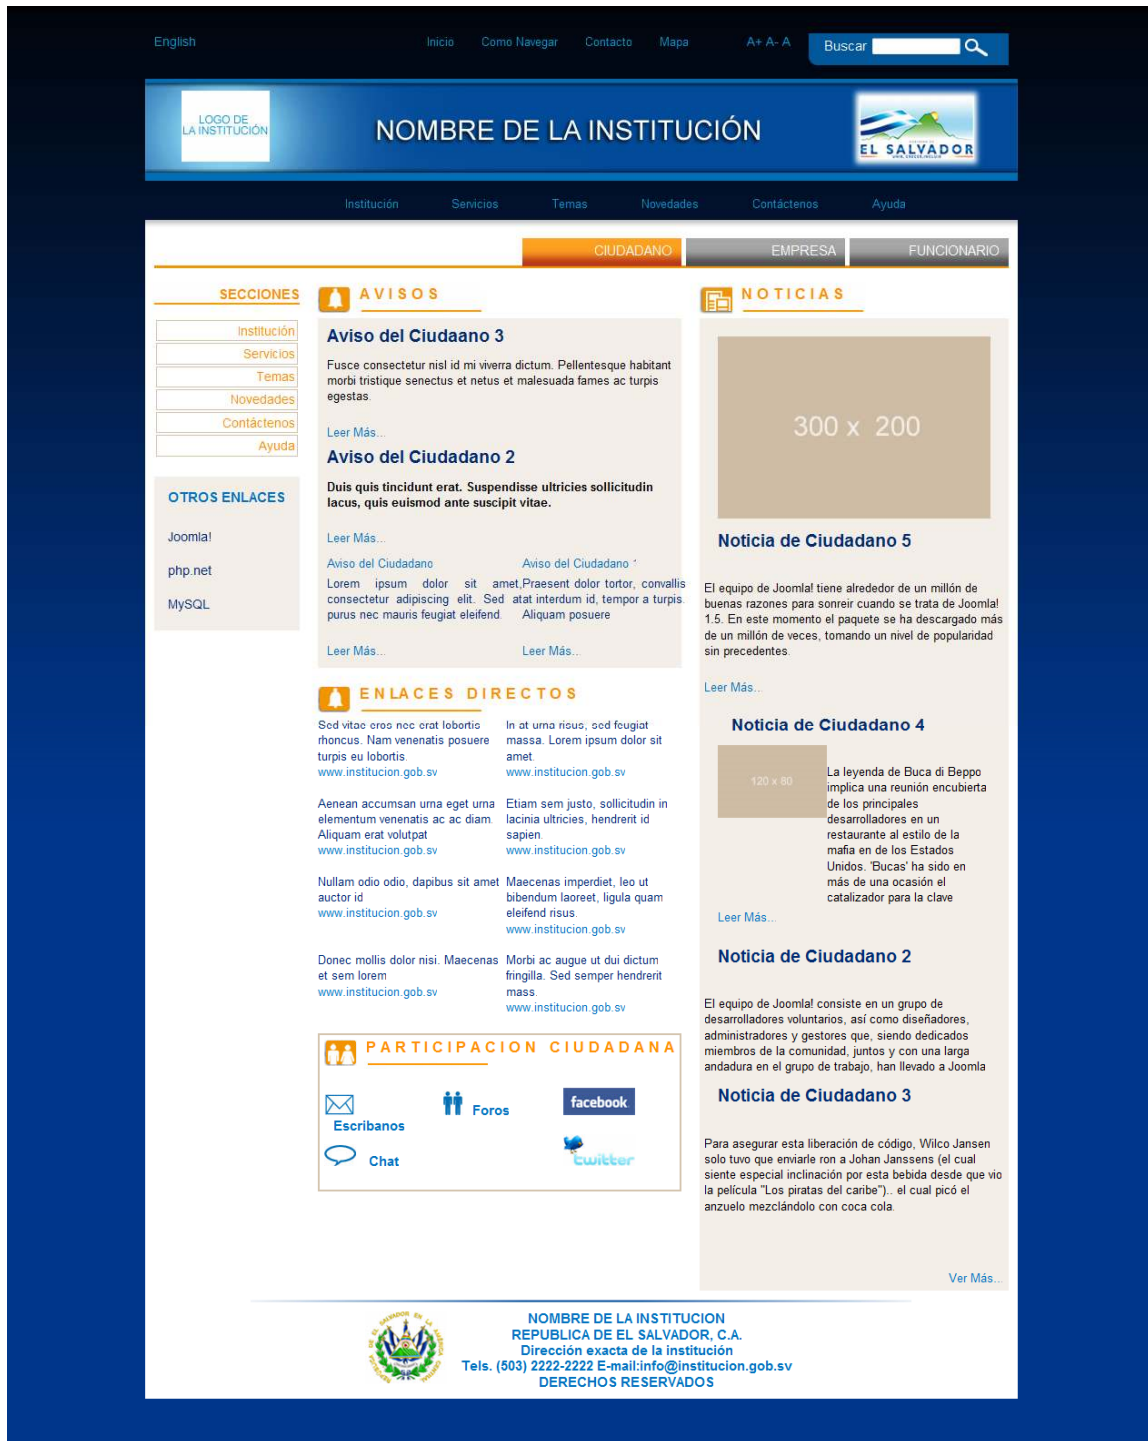 English
Inicio Como Navegar Contacto Mapa A+ A- A Buscar
LOGO DE
LA INSTITUCIÓN
NOMBRE DE LA INSTITUCIÓN
EL SALVADOR
Institución Servicios Temas Novedades Contáctenos Ayuda
CIUDADANO EMPRESA FUNCIONARIO
SECCIONES
Institución
Servicios
Temas
Novedades
Contáctenos
Ayuda
OTROS ENLACES
Joomla!
php.net
MySQL
AVISOS
Aviso del Ciudaano 3
Fusce consectetur nisl id mi viverra dictum. Pellentesque habitant
morbi tristique senectus et netus et malesuada fames ac turpis
egestas.
Leer Más...
Aviso del Ciudadano 2
Duis quis tincidunt erat. Suspendisse ultricies sollicitudin
lacus, quis euismod ante suscipit vitae.
Leer Más...
Aviso del Ciudadano
Lorem ipsum dolor sit amet,
consectetur adipiscing elit. Sed at
purus nec mauris feugiat eleifend.
Leer Más...
Aviso del Ciudadano 1
Praesent dolor tortor, convallis
at interdum id, tempor a turpis.
Aliquam posuere
Leer Más...
ENLACES DIRECTOS
Sed vitae eros nec erat lobortis
rhoncus. Nam venenatis posuere
turpis eu lobortis.
www.institucion.gob.sv
In at urna risus, sed feugiat
massa. Lorem ipsum dolor sit
amet.
www.institucion.gob.sv
Aenean accumsan urna eget urna
elementum venenatis ac ac diam.
Aliquam erat volutpat
www.institucion.gob.sv
Etiam sem justo, sollicitudin in
lacinia ultricies, hendrerit id
sapien.
www.institucion.gob.sv
Nullam odio odio, dapibus sit amet
auctor id
www.institucion.gob.sv
Maecenas imperdiet, leo ut
bibendum laoreet, ligula quam
eleifend risus.
www.institucion.gob.sv
Donec mollis dolor nisi. Maecenas
et sem lorem
www.institucion.gob.sv
Morbi ac augue ut dui dictum
fringilla. Sed semper hendrerit
mass.
www.institucion.gob.sv
PARTICIPACION CIUDADANA
Escribanos
Foros
facebook
Chat
twitter
NOTICIAS
300 x 200
Noticia de Ciudadano 5
El equipo de Joomla! tiene alrededor de un millón de
buenas razones para sonreir cuando se trata de Joomla!
1.5. En este momento el paquete se ha descargado más
de un millón de veces, tomando un nivel de popularidad
sin precedentes.
Leer Más...
Noticia de Ciudadano 4
120 x 80
La leyenda de Buca di Beppo
implica una reunión encubierta
de los principales
desarrolladores en un
restaurante al estilo de la
mafia en de los Estados
Unidos. 'Bucas' ha sido en
más de una ocasión el
catalizador para la clave
Leer Más...
Noticia de Ciudadano 2
El equipo de Joomla! consiste en un grupo de
desarrolladores voluntarios, así como diseñadores,
administradores y gestores que, siendo dedicados
miembros de la comunidad, juntos y con una larga
andadura en el grupo de trabajo, han llevado a Joomla
Noticia de Ciudadano 3
Para asegurar esta liberación de código, Wilco Jansen
solo tuvo que enviarle ron a Johan Janssens (el cual
siente especial inclinación por esta bebida desde que vio
la película "Los piratas del caribe").. el cual picó el
anzuelo mezclándolo con coca cola.
Ver Más...
NOMBRE DE LA INSTITUCION
REPUBLICA DE EL SALVADOR, C.A.
Dirección exacta de la institución
Tels. (503) 2222-2222 E-mail:info@institucion.gob.sv
DERECHOS RESERVADOS